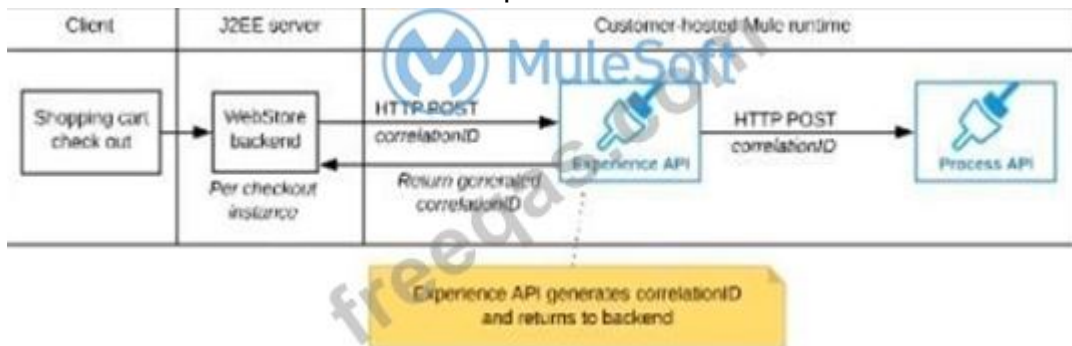 Client
J2EE server
Customer-hosted Mule runtime
MuleSoft
Shopping cart
check out
WebStore
backend
Per checkout
instance
HTTP POST
correlationID
Return generated
correlationID
Experience API
HTTP POST
correlationID
Process API
Experience API generates correlationID
and returns to backend
freeqas.com